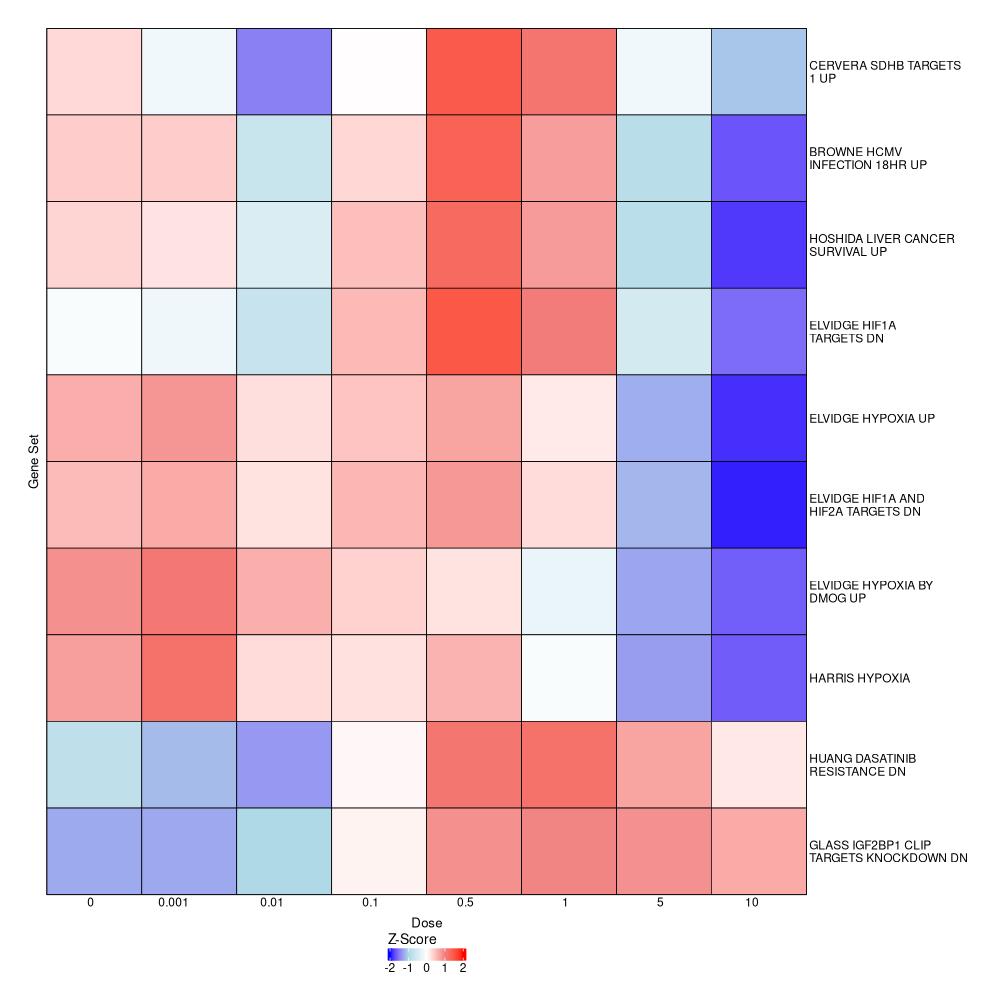 CERVERA SDHB TARGETS
1 UP
BROWNE HCMV
INFECTION 18HR UP
HOSHIDA LIVER CANCER
SURVIVAL UP
ELVIDGE HIF1A
TARGETS DN
ELVIDGE HYPOXIA UP
Gene Set
ELVIDGE HIF1A AND
HIF2A TARGETS DN
ELVIDGE HYPOXIA BY
DMOG UP
HARRIS HYPOXIA
HUANG DASATINIB
RESISTANCE DN
GLASS IGF2BP1 CLIP
TARGETS KNOCKDOWN DN
0 0.001 0.01 0.1 0.5 1 5 10
Dose
Z-Score
-2 -1 0 1 2